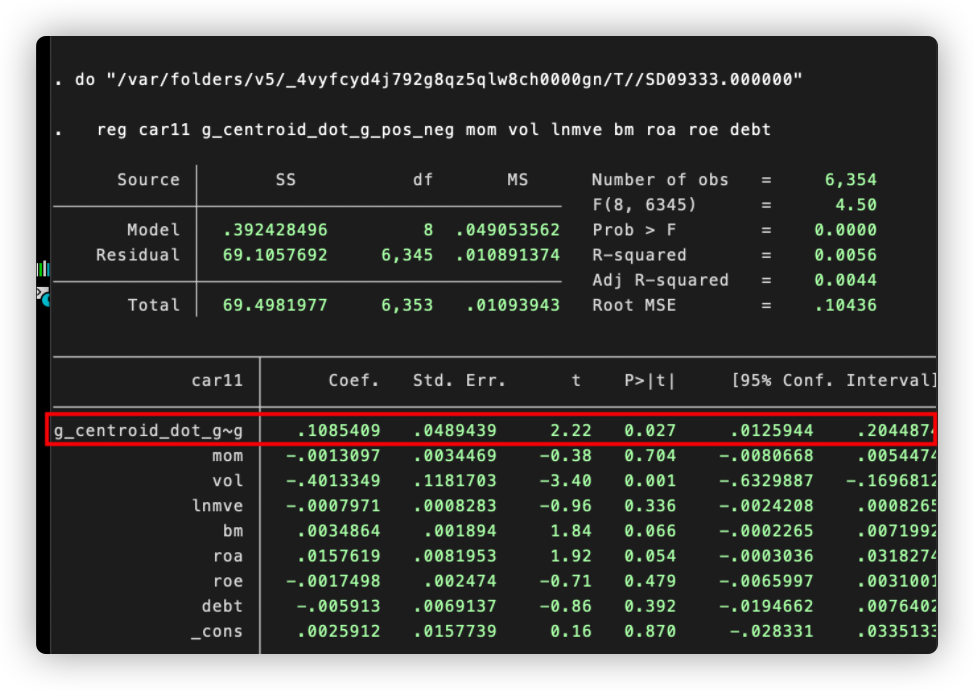 . do "/var/folders/v5/_4vyfcyd4j792g8qz5qlw8ch0000gn/T//SD09333.000000"
. reg car11 g_centroid_dot_g_pos_neg mom vol lnmve bm roa roe debt
Source SS df MS Number of obs = 6,354
F(8, 6345) = 4.50
Model .392428496 8 .049053562 Prob > F = 0.0000
Residual 69.1057692 6,345 .010891374 R-squared = 0.0056
Adj R-squared = 0.0044
Total 69.4981977 6,353 .01093943 Root MSE = .10436
car11 Coef. Std. Err. t P>|t| [95% Conf. Interval]
g_centroid_dot_g~g .1085409 .0489439 2.22 0.027 .0125944 .2044874
mom -.0013097 .0034469 -0.38 0.704 -.0080668 .0054474
vol -.4013349 .1181703 -3.40 0.001 -.6329887 -.1696812
lnmve -.0007971 .0008283 -0.96 0.336 -.0024208 .0008265
bm .0034864 .001894 1.84 0.066 -.0002265 .0071992
roa .0157619 .0081953 1.92 0.054 -.0003036 .0318274
roe -.0017498 .002474 -0.71 0.479 -.0065997 .0031001
debt -.005913 .0069137 -0.86 0.392 -.0194662 .0076402
_cons .0025912 .0157739 0.16 0.870 -.028331 .0335133